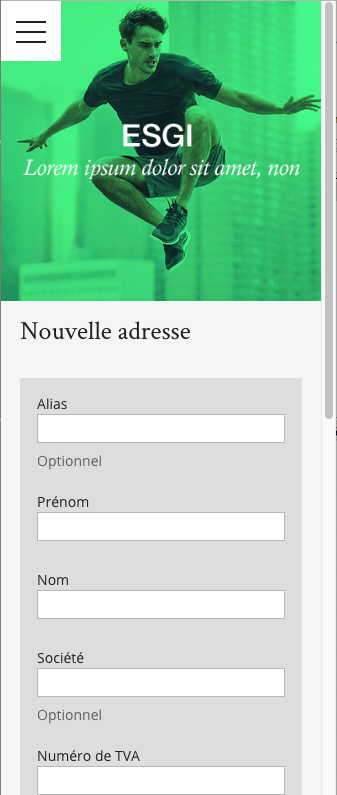 ESGI
Lorem ipsum dolor sit amet, non
Nouvelle adresse
Alias
Optionnel
Prénom
Nom
Société
Optionnel
Numéro de TVA